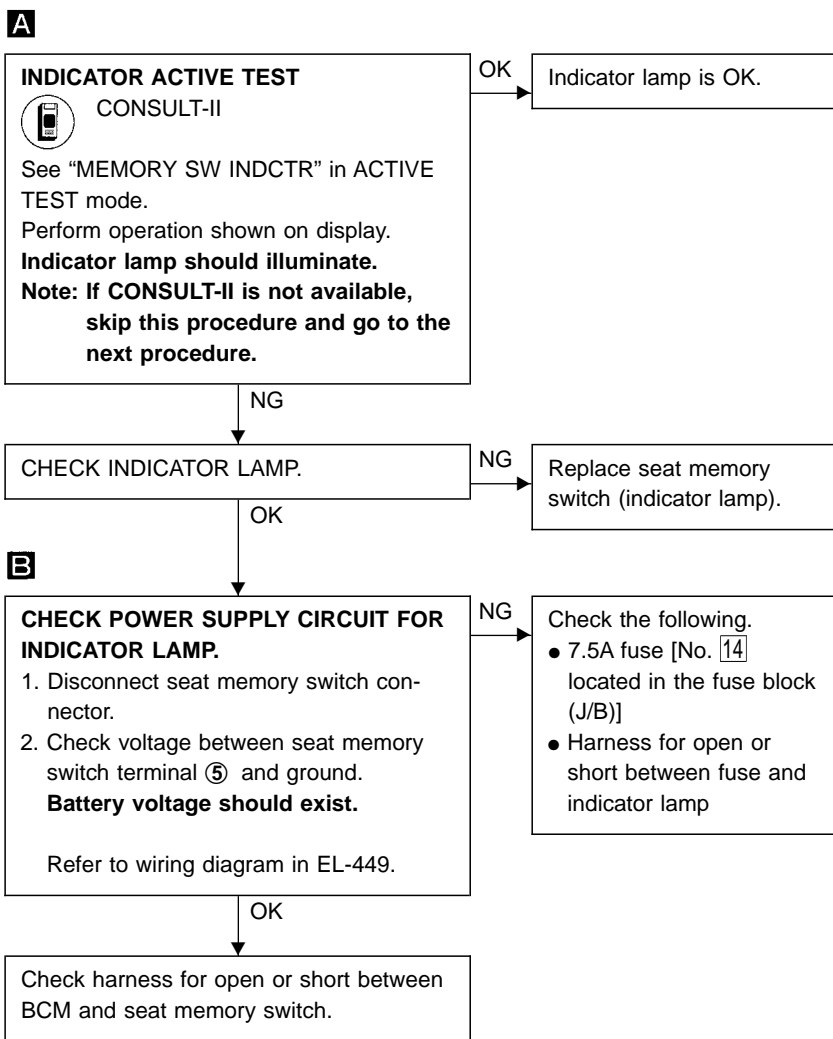 A
INDICATOR ACTIVE TEST
CONSULT-II
See “MEMORY SW INDCTR” in ACTIVE
TEST mode.
Perform operation shown on display.
Indicator lamp should illuminate.
Note: If CONSULT-II is not available,
skip this procedure and go to the
next procedure.
OK
Indicator lamp is OK.
NG
CHECK INDICATOR LAMP.
NG
Replace seat memory
switch (indicator lamp).
OK
B
CHECK POWER SUPPLY CIRCUIT FOR
INDICATOR LAMP.
1. Disconnect seat memory switch con-
nector.
2. Check voltage between seat memory
switch terminal ⑤ and ground.
Battery voltage should exist.
Refer to wiring diagram in EL-449.
NG
Check the following.
● 7.5A fuse [No. 14
located in the fuse block
(J/B)]
● Harness for open or
short between fuse and
indicator lamp
OK
Check harness for open or short between
BCM and seat memory switch.